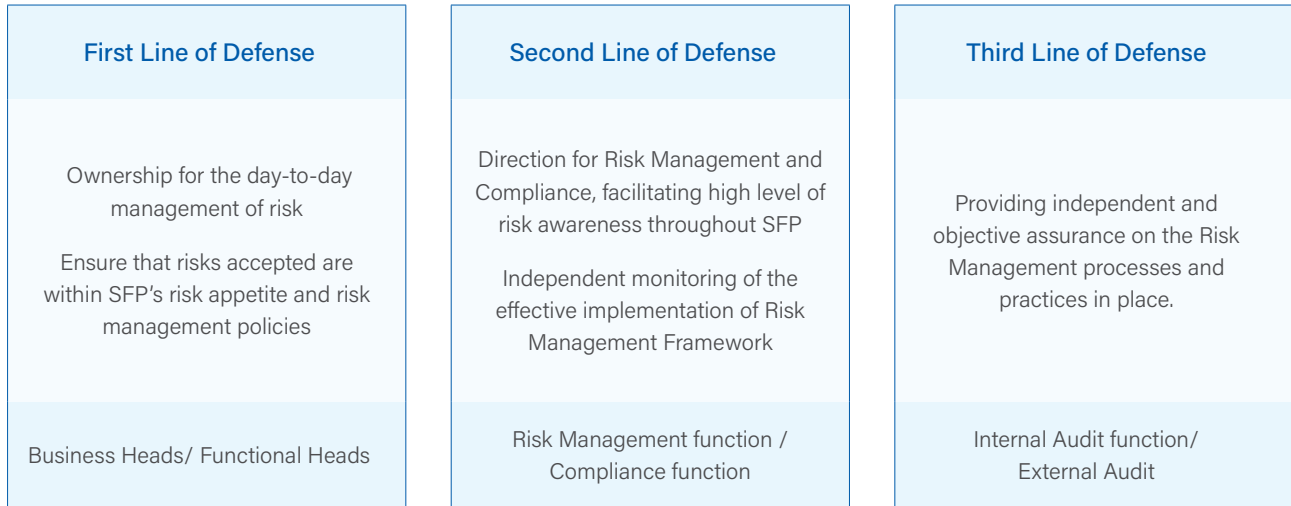 First Line of Defense
Ownership for the day-to-day
management of risk
Ensure that risks accepted are
within SFP's risk appetite and risk
management policies
Business Heads/ Functional Heads
Second Line of Defense
Direction for Risk Management and
Compliance, facilitating high level of
risk awareness throughout SFP
Independent monitoring of the
effective implementation of Risk
Management Framework
Risk Management function /
Compliance function
Third Line of Defense
Providing independent and
objective assurance on the Risk
Management processes and
practices in place.
Internal Audit function/
External Audit